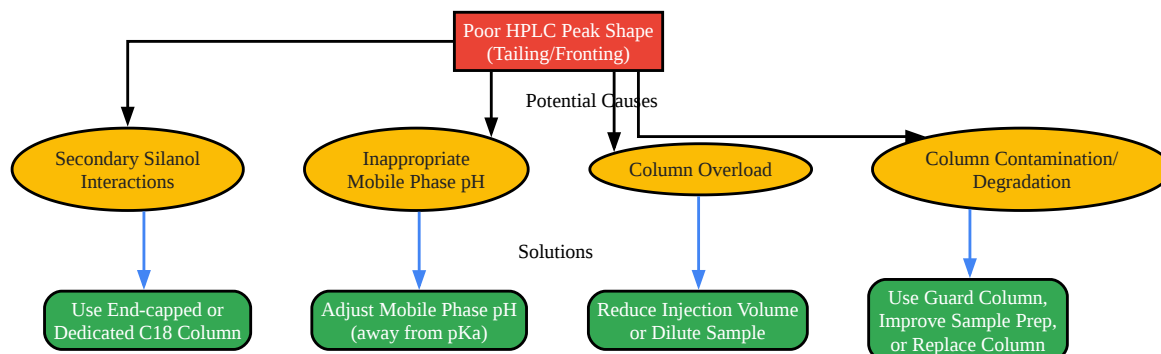 Poor HPLC Peak Shape
(Tailing/Fronting)
Potential Causes
Secondary Silanol
Interactions
Inappropriate
Mobile Phase pH
Column Overload
Column Contamination/
Degradation
Solutions
Use End-capped or
Dedicated C18 Column
Adjust Mobile Phase pH
(away from pKa)
Reduce Injection Volume
or Dilute Sample
Use Guard Column,
Improve Sample Prep,
or Replace Column